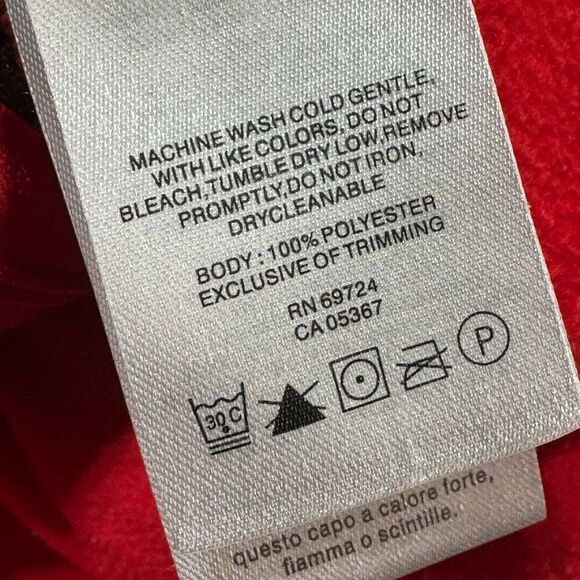 MACHINE WASH COLD GENTLE,
WITH LIKE COLORS, DO NOT
BLEACH,TUMBLE DRY LOW,REMOVE
PROMPTLY,DO NOT IRON,
DRYCLEANABLE
BODY : 100% POLYESTER
EXCLUSIVE OF TRIMMING
RN 69724
CA 05367
30 C
P
questo capo a calore forte,
fiamma o scintille.